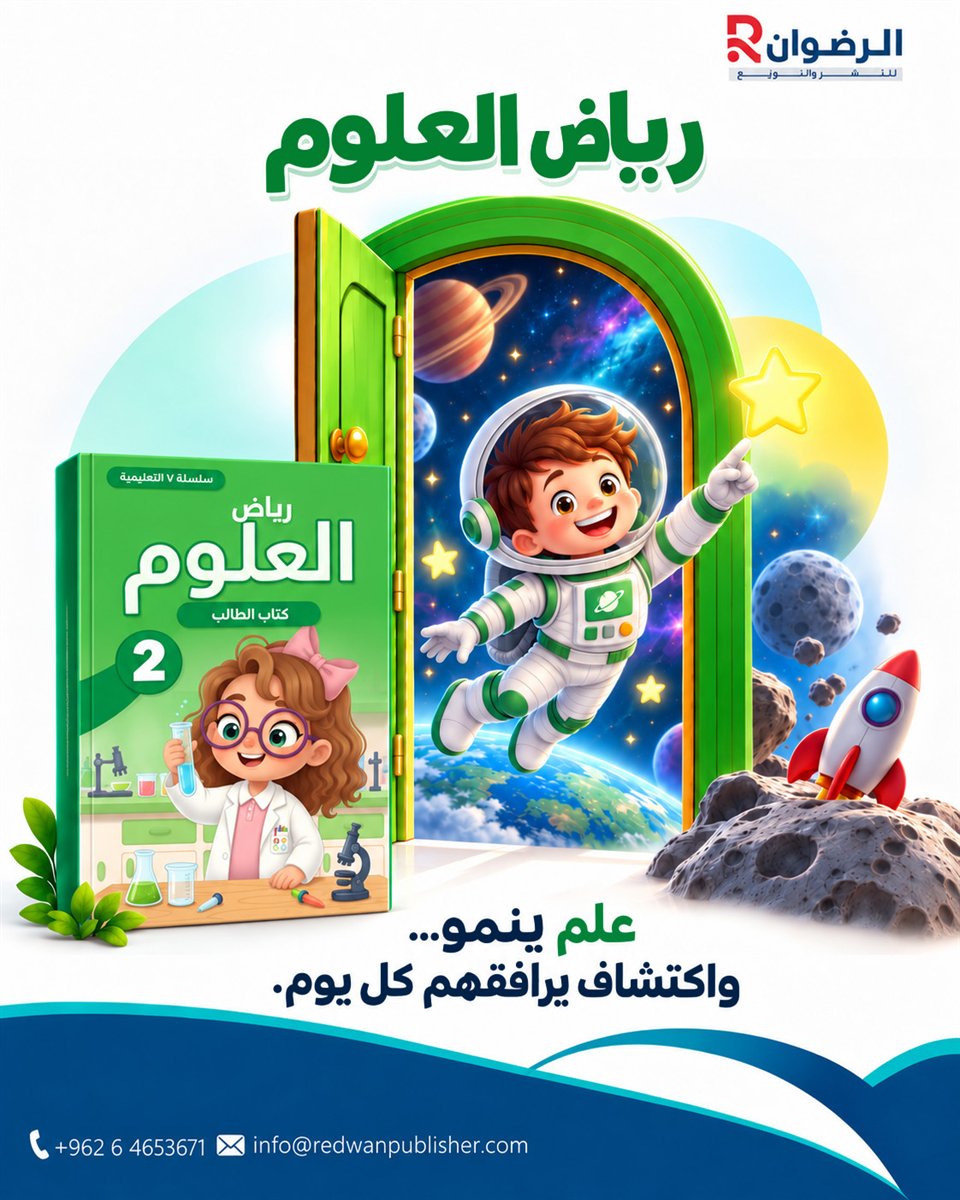 الرضوان
للنشر والتوزيع
رياض العلوم
سلسلة V التعليمية
رياض
العلوم
كتاب الطالب
2
علم ينمو...
واكتشاف يرافقهم كل يوم.
+962 6 4653671 info@redwanpublisher.com